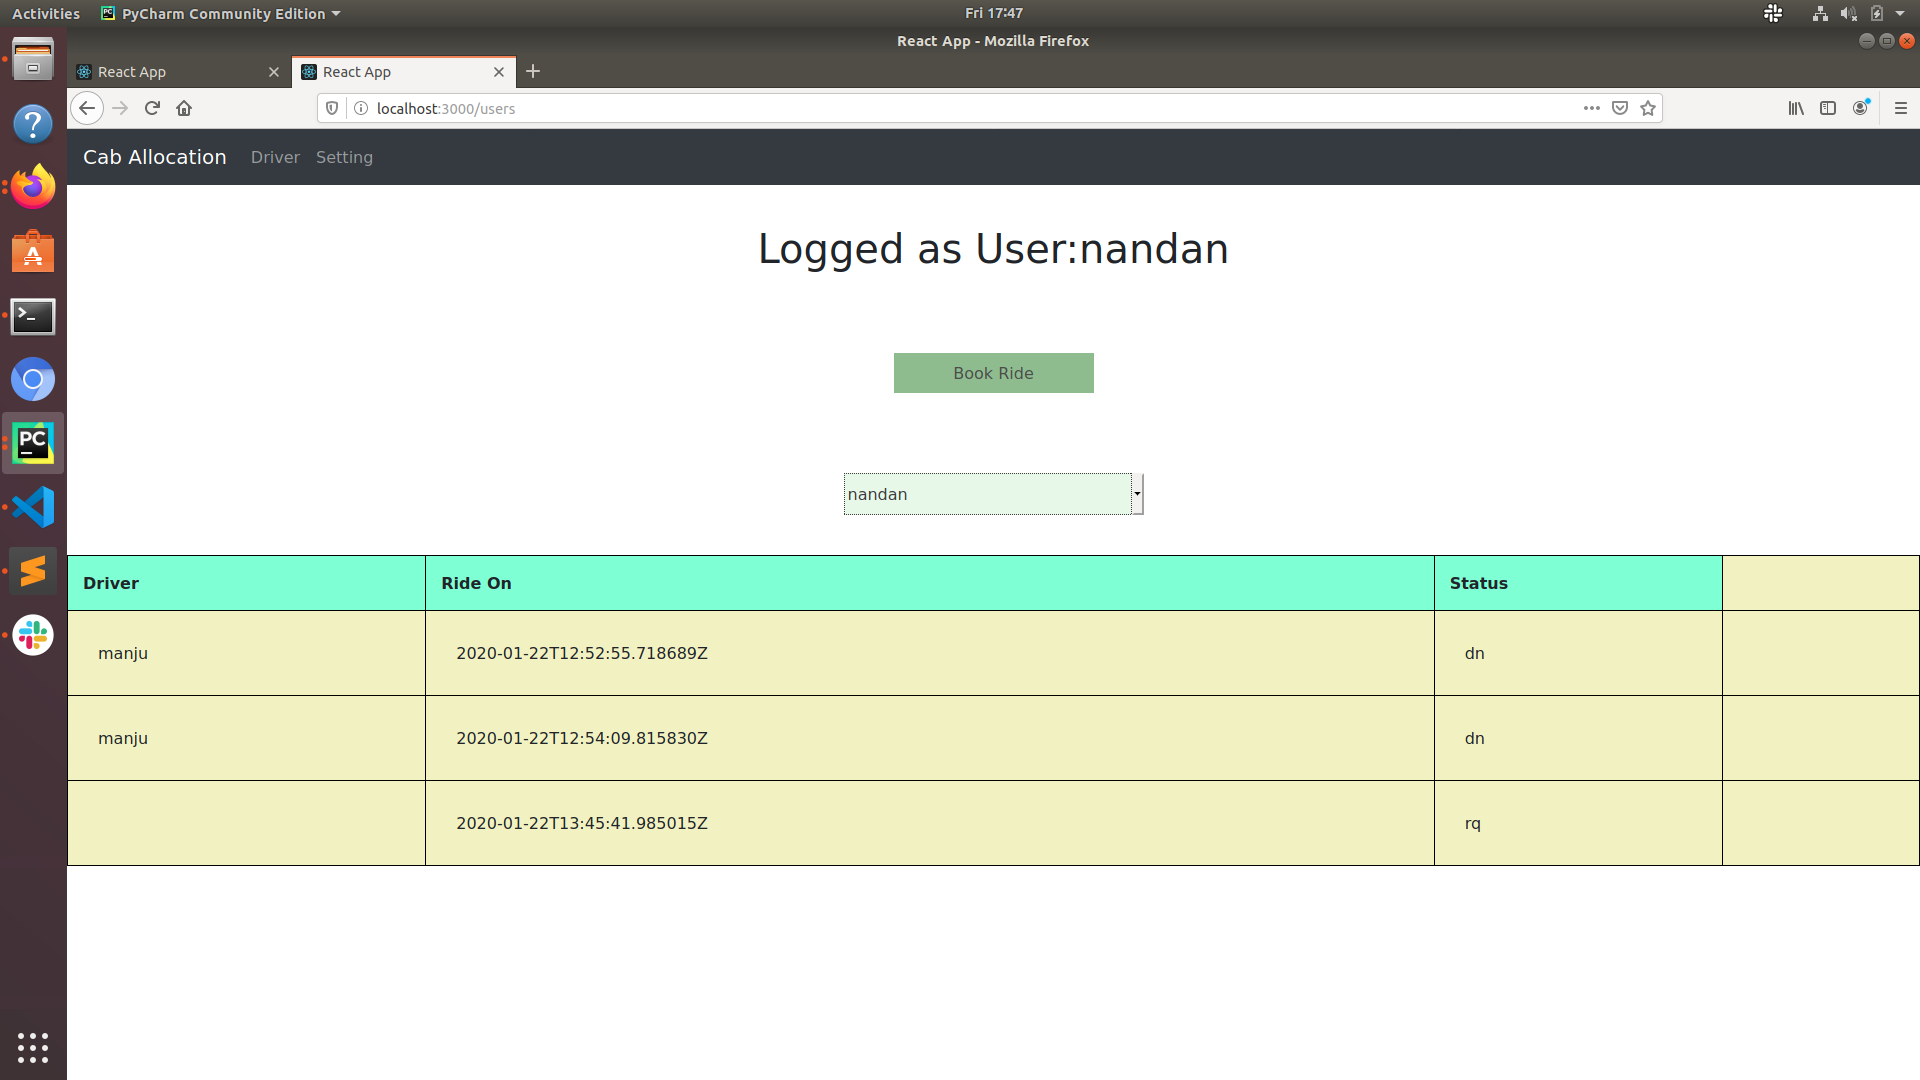 Activities PyCharm Community Edition Fri 17:47
React App - Mozilla Firefox
React App React App
localhost:3000/users
Cab Allocation Driver Setting
Logged as User:nandan
Book Ride
nandan
Driver Ride On Status
manju 2020-01-22T12:52:55.718689Z dn
manju 2020-01-22T12:54:09.815830Z dn
2020-01-22T13:45:41.985015Z rq
PC